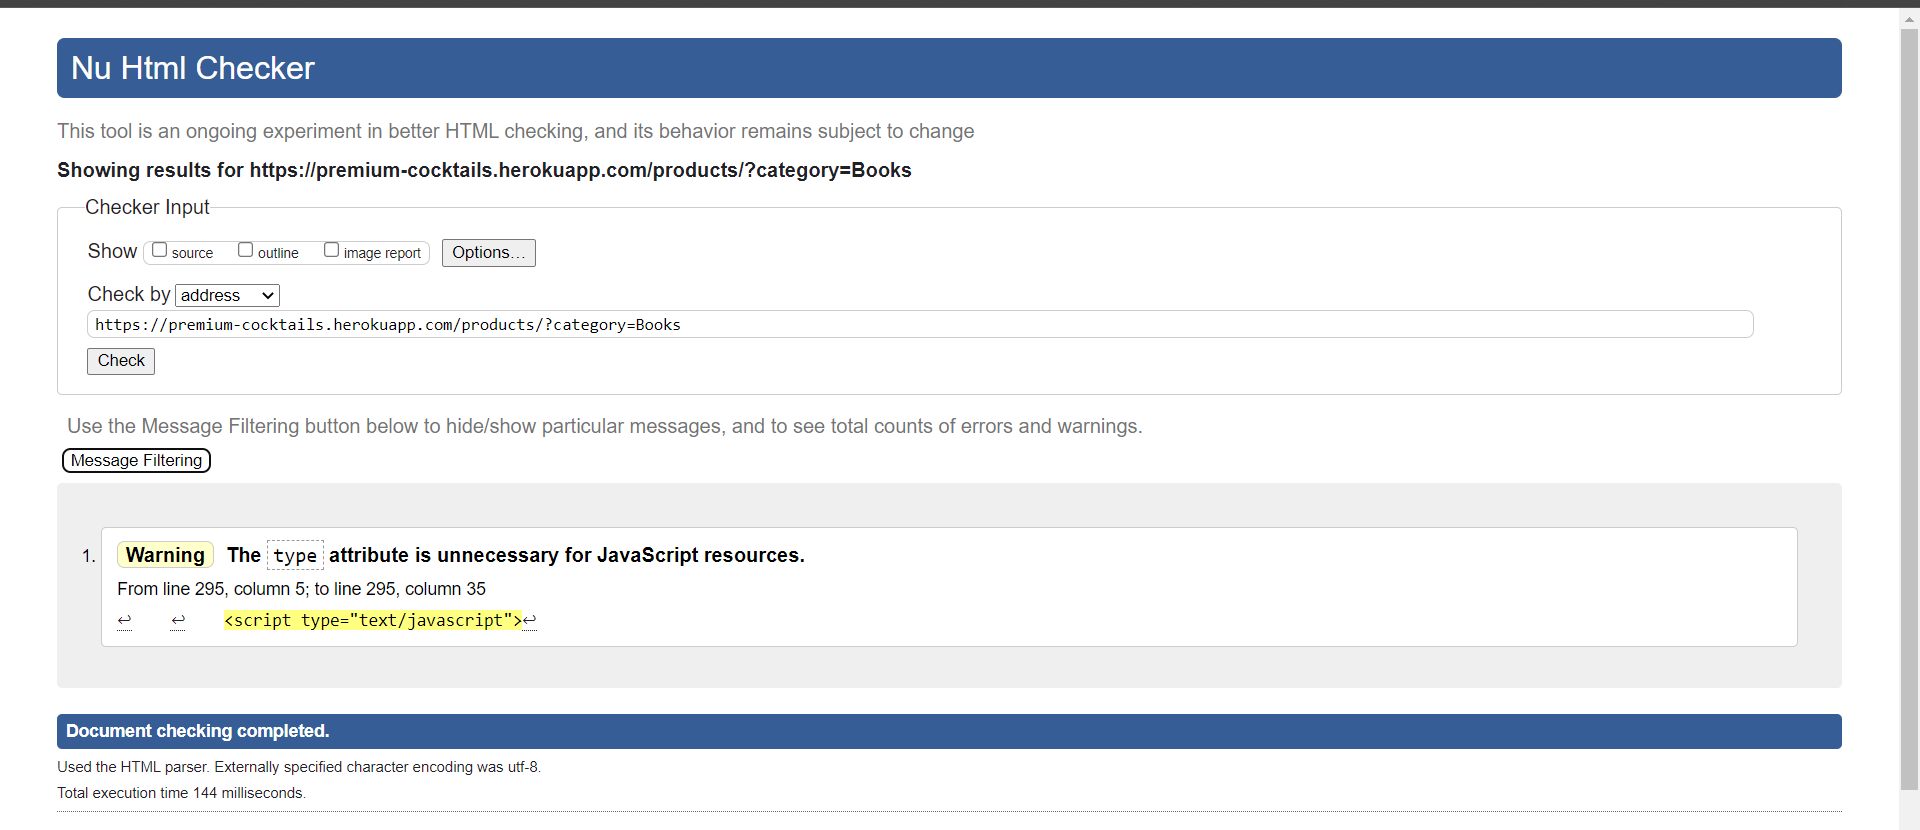 Nu Html Checker
This tool is an ongoing experiment in better HTML checking, and its behavior remains subject to change
Showing results for https://premium-cocktails.herokuapp.com/products/?category=Books
Checker Input
Show source outline image report Options...
Check by address
https://premium-cocktails.herokuapp.com/products/?category=Books
Check
Use the Message Filtering button below to hide/show particular messages, and to see total counts of errors and warnings.
Message Filtering
1. Warning The type attribute is unnecessary for JavaScript resources.
From line 295, column 5; to line 295, column 35
↩ ↩ <script type="text/javascript">↩
Document checking completed.
Used the HTML parser. Externally specified character encoding was utf-8.
Total execution time 144 milliseconds.